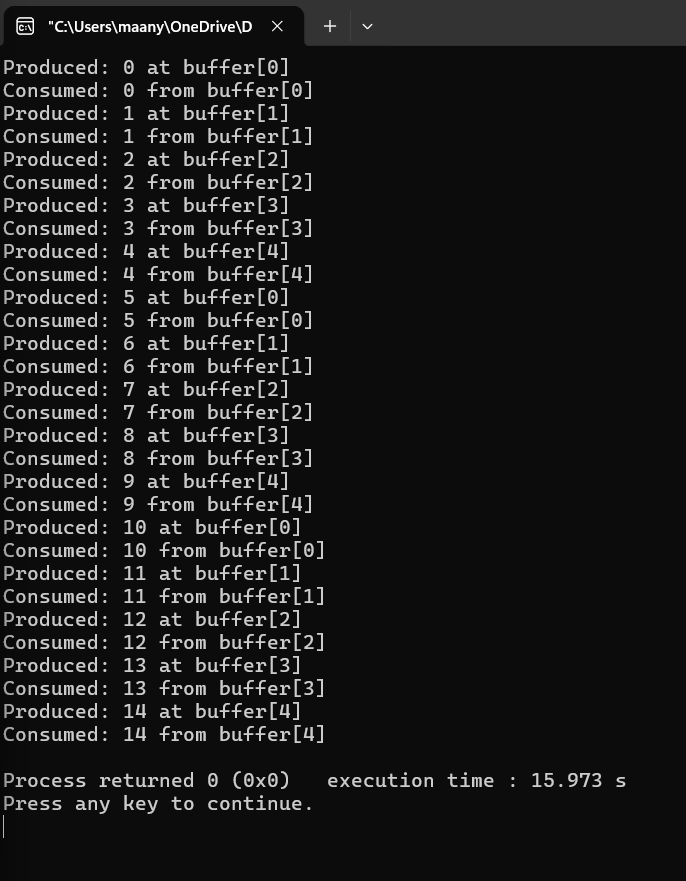 "C:\Users\maany\OneDrive\D
Produced: 0 at buffer[0]
Consumed: 0 from buffer[0]
Produced: 1 at buffer[1]
Consumed: 1 from buffer[1]
Produced: 2 at buffer[2]
Consumed: 2 from buffer[2]
Produced: 3 at buffer[3]
Consumed: 3 from buffer[3]
Produced: 4 at buffer[4]
Consumed: 4 from buffer[4]
Produced: 5 at buffer[0]
Consumed: 5 from buffer[0]
Produced: 6 at buffer[1]
Consumed: 6 from buffer[1]
Produced: 7 at buffer[2]
Consumed: 7 from buffer[2]
Produced: 8 at buffer[3]
Consumed: 8 from buffer[3]
Produced: 9 at buffer[4]
Consumed: 9 from buffer[4]
Produced: 10 at buffer[0]
Consumed: 10 from buffer[0]
Produced: 11 at buffer[1]
Consumed: 11 from buffer[1]
Produced: 12 at buffer[2]
Consumed: 12 from buffer[2]
Produced: 13 at buffer[3]
Consumed: 13 from buffer[3]
Produced: 14 at buffer[4]
Consumed: 14 from buffer[4]
Process returned 0 (0x0)   execution time : 15.973 s
Press any key to continue.